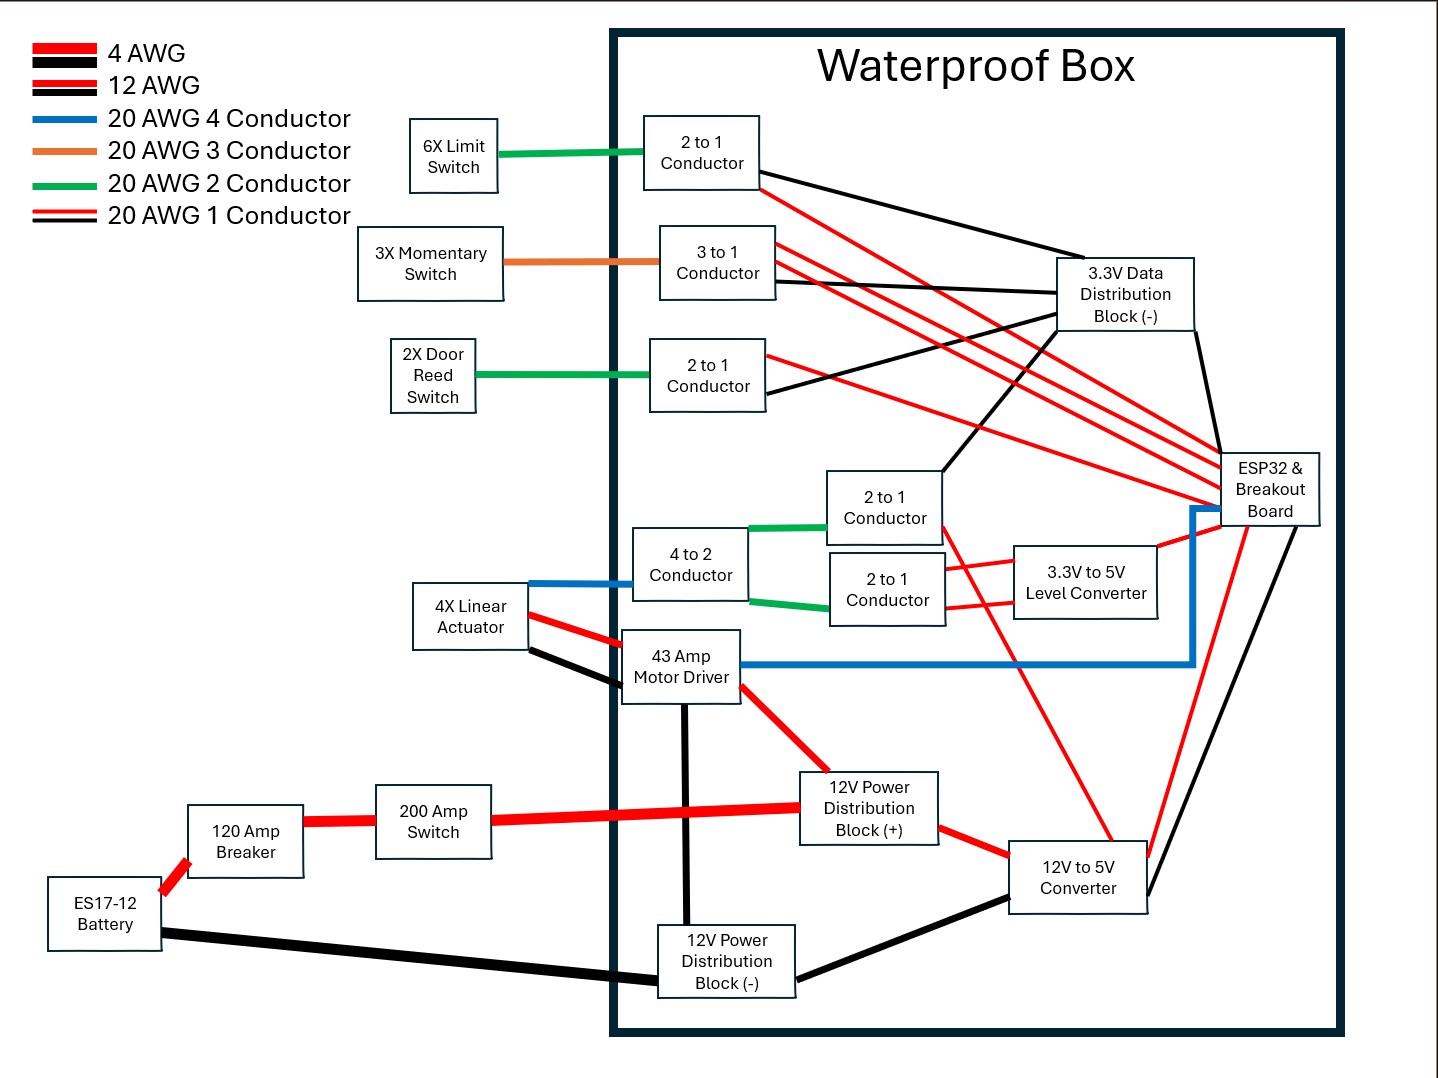 Waterproof Box
4 AWG
12 AWG
20 AWG 4 Conductor
20 AWG 3 Conductor
20 AWG 2 Conductor
20 AWG 1 Conductor
6X Limit
Switch
2 to 1
Conductor
3X Momentary
Switch
3 to 1
Conductor
3.3V Data
Distribution
Block (-)
2X Door
Reed
Switch
2 to 1
Conductor
ESP32 &
Breakout
Board
2 to 1
Conductor
4 to 2
Conductor
2 to 1
Conductor
3.3V to 5V
Level Converter
4X Linear
Actuator
43 Amp
Motor Driver
12V Power
Distribution
Block (+)
200 Amp
Switch
120 Amp
Breaker
12V to 5V
Converter
ES17-12
Battery
12V Power
Distribution
Block (-)